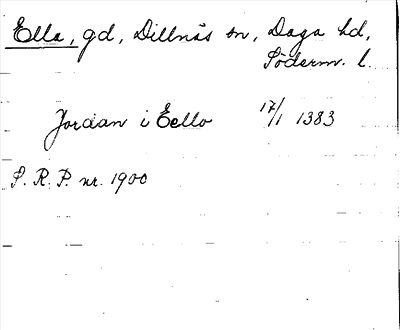 Ella, gd, Dillnäs sn, Daga hd,
Söderm. l.
Jordan i Eello 17/1 1383
S. R. P. nr. 1900